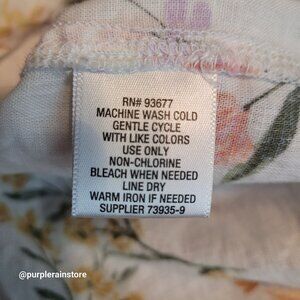 RN# 93677
MACHINE WASH COLD
GENTLE CYCLE
WITH LIKE COLORS
USE ONLY
NON-CHLORINE
BLEACH WHEN NEEDED
LINE DRY
WARM IRON IF NEEDED
SUPPLIER 73935-9
@purplerainstore